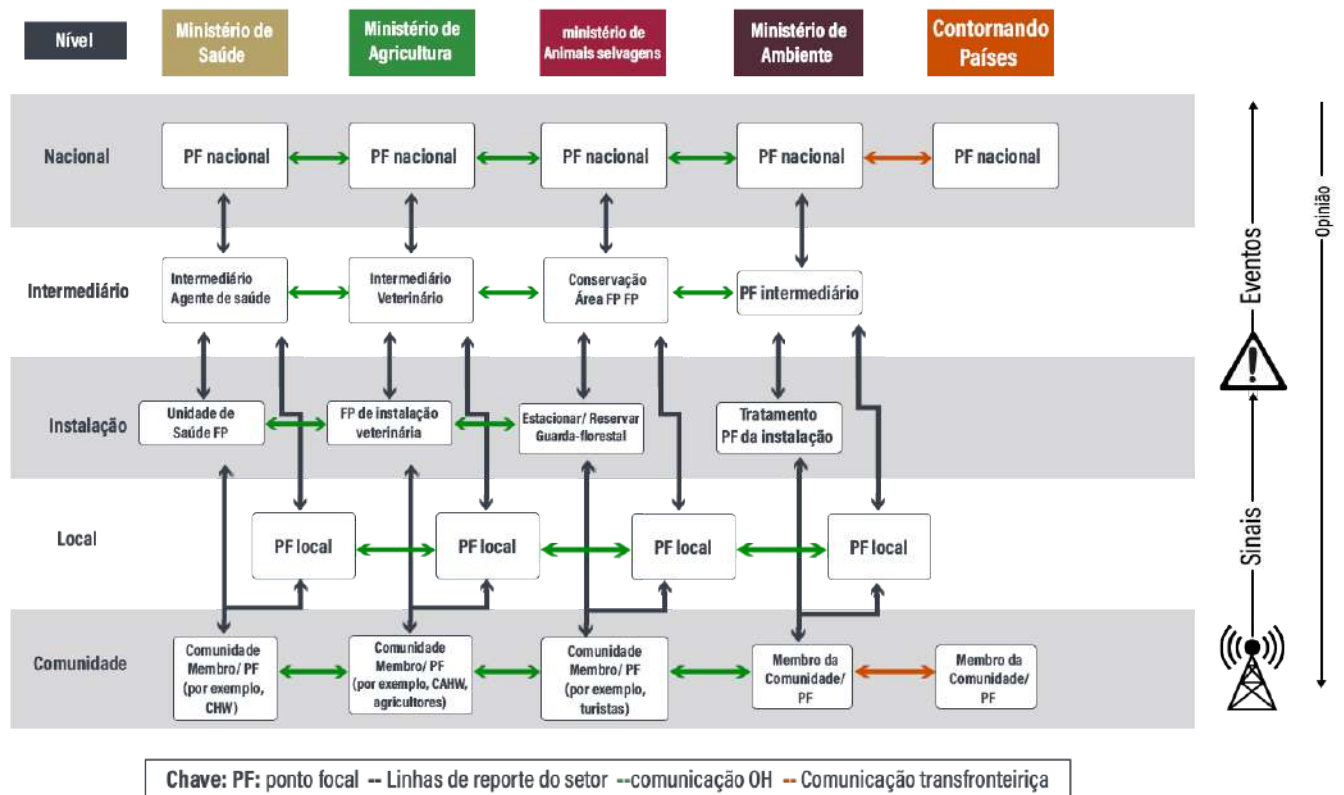 Nível
Ministério de
Saúde
Ministério de
Agricultura
ministério de
Animais selvagens
Ministério de
Ambiente
Contornando
Países
Nacional
PF nacional
PF nacional
PF nacional
PF nacional
PF nacional
Intermediário
Intermediário
Agente de saúde
Intermediário
Veterinário
Conservação
Área FP FP
PF intermediário
Instalação
Unidade de
Saúde FP
FP de instalação
veterinária
Estacionar/ Reservar
Guarda-florestal
Tratamento
PF da instalação
Local
PF local
PF local
PF local
PF local
Comunidade
Comunidade
Membro/ PF
(por exemplo,
CHW)
Comunidade
Membro/ PF
(por exemplo, CAHW,
agricultores)
Comunidade
Membro/ PF
(por exemplo,
turistas)
Membro da
Comunidade/
PF
Membro da
Comunidade/
PF
Eventos
Sinais
Opinião
Chave: PF: ponto focal -- Linhas de reporte do setor --comunicação OH -- Comunicação transfronteiriça